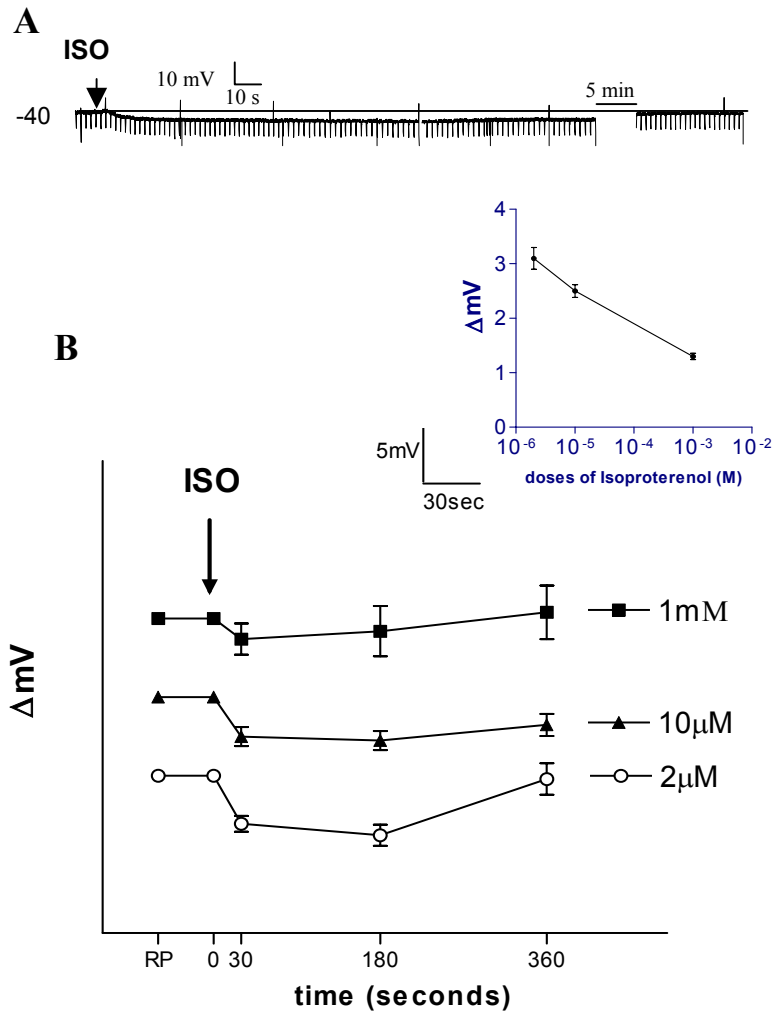 A
ISO
10 mV
10 s
5 min
-40
4
3
2
1
0
ΔmV
10-6 10-5 10-4 10-3 10-2
doses of Isoproterenol (M)
B
5mV
30sec
ISO
1mM
10μM
2μM
ΔmV
RP 0 30 180 360
time (seconds)